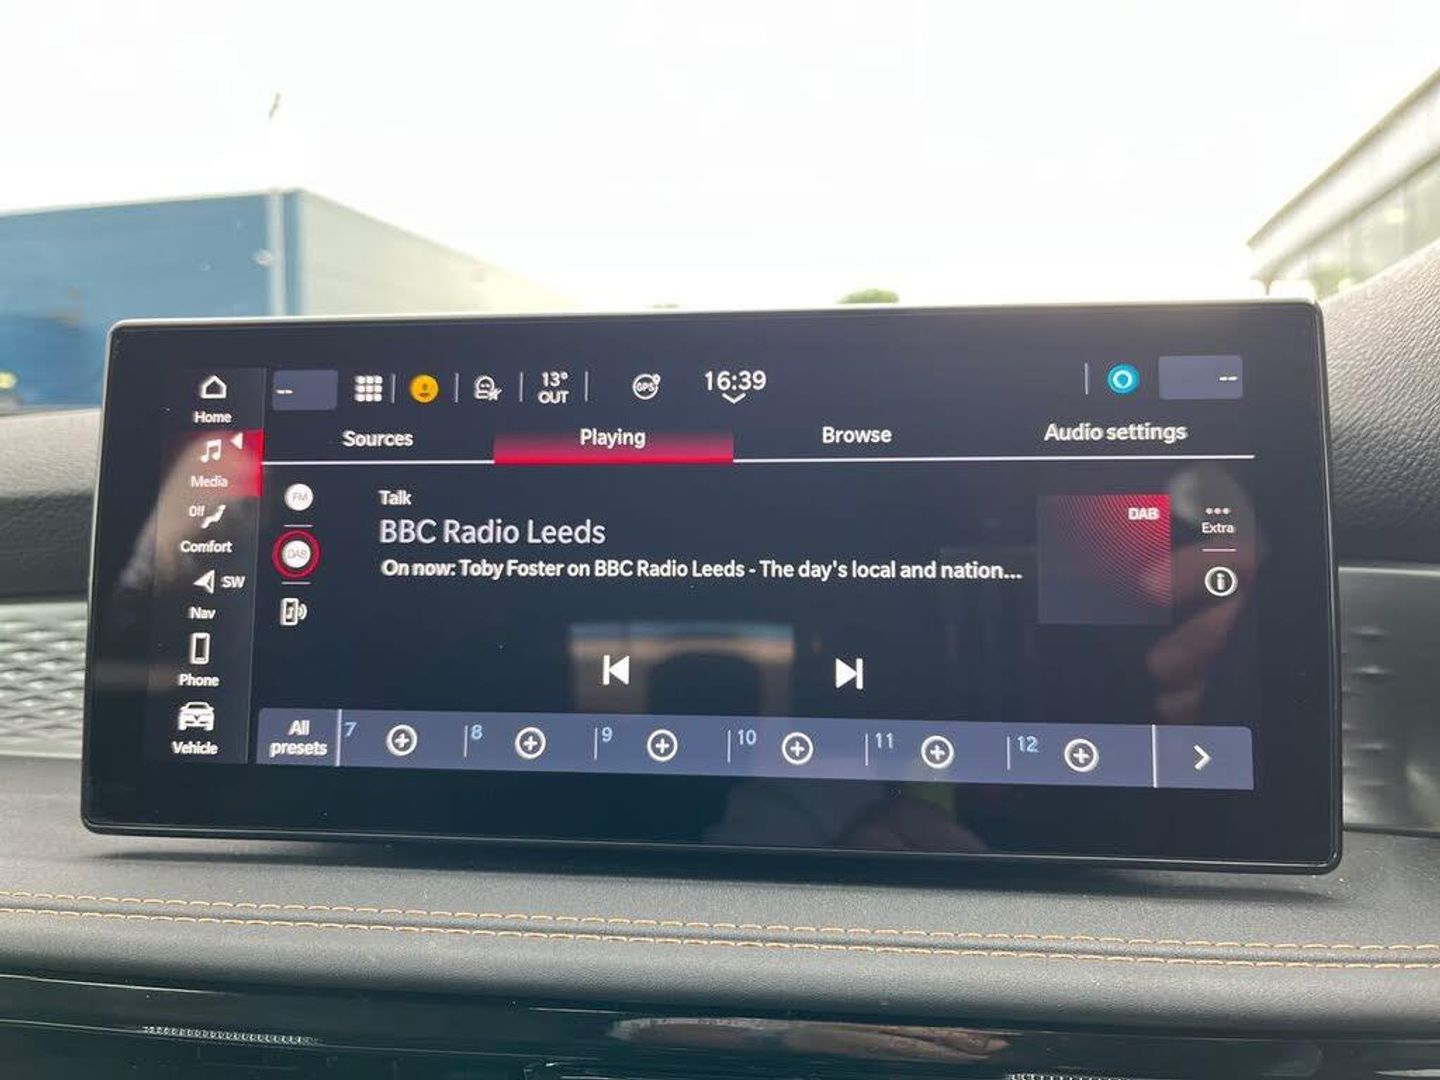 Home
Media
Off
Comfort
SW
Nav
Phone
Vehicle
--
13°
OUT
GPS
16:39
--
Sources
Playing
Browse
Audio settings
FM
DAB
Talk
BBC Radio Leeds
On now: Toby Foster on BBC Radio Leeds - The day's local and nation...
DAB
Extra
All
presets
7
8
9
10
11
12